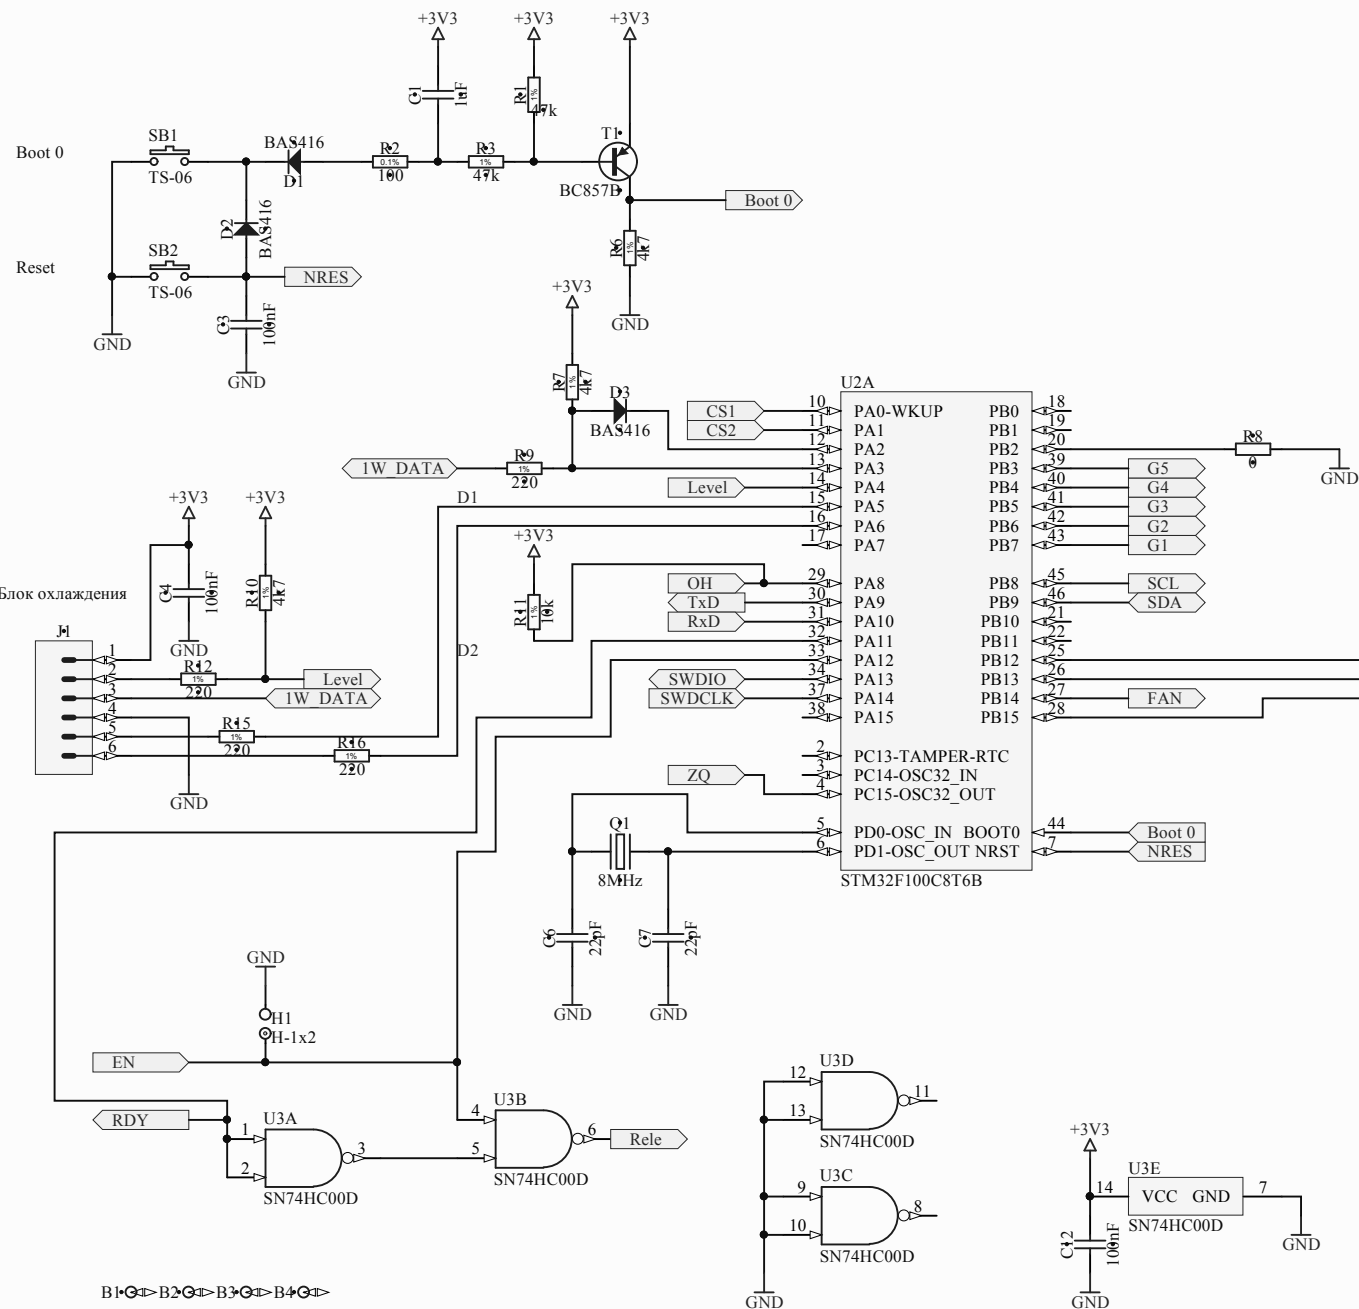 +3V3
+3V3
+3V3
C1
1uF
R1
1%
47k
T1
BC857B
Boot 0
SB1
TS-06
BAS416
D1
R2
0.1%
100
R3
1%
47k
Boot 0
D2
BAS416
R6
1%
4k7
GND
Reset
SB2
TS-06
NRES
C3
100nF
GND
GND
+3V3
R7
1%
4k7
D3
BAS416
1W_DATA
R9
1%
220
CS1
CS2
Level
OH
TxD
RxD
SWDIO
SWDCLK
ZQ
U2A
10 PA0-WKUP PB0 18
11 PA1 PB1 19
12 PA2 PB2 20
13 PA3 PB3 39
14 PA4 PB4 40
15 PA5 PB5 41
16 PA6 PB6 42
17 PA7 PB7 43
29 PA8 PB8 45
30 PA9 PB9 46
31 PA10 PB10 21
32 PA11 PB11 22
33 PA12 PB12 25
34 PA13 PB13 26
37 PA14 PB14 27
38 PA15 PB15 28
2 PC13-TAMPER-RTC
3 PC14-OSC32_IN
4 PC15-OSC32_OUT
5 PD0-OSC_IN BOOT0 44
6 PD1-OSC_OUT NRST 7
STM32F100C8T6B
R8
0
GND
G5
G4
G3
G2
G1
SCL
SDA
FAN
Boot 0
NRES
+3V3
+3V3
C4
100nF
GND
R10
1%
4k7
D1
D2
+3V3
R11
1%
10k
Блок охлаждения
J1
1
2
3
4
5
6
R12
1%
220
Level
1W_DATA
R15
1%
220
R16
1%
220
GND
Q1
8MHz
C6
22pF
C7
22pF
GND
GND
GND
H1
H-1x2
EN
RDY
U3A
1
2
3
SN74HC00D
U3B
4
5
6
SN74HC00D
Rele
U3D
12
13
11
SN74HC00D
U3C
9
10
8
SN74HC00D
GND
+3V3
U3E
14 VCC GND 7
SN74HC00D
C12
100nF
GND
GND
B1 B2 B3 B4